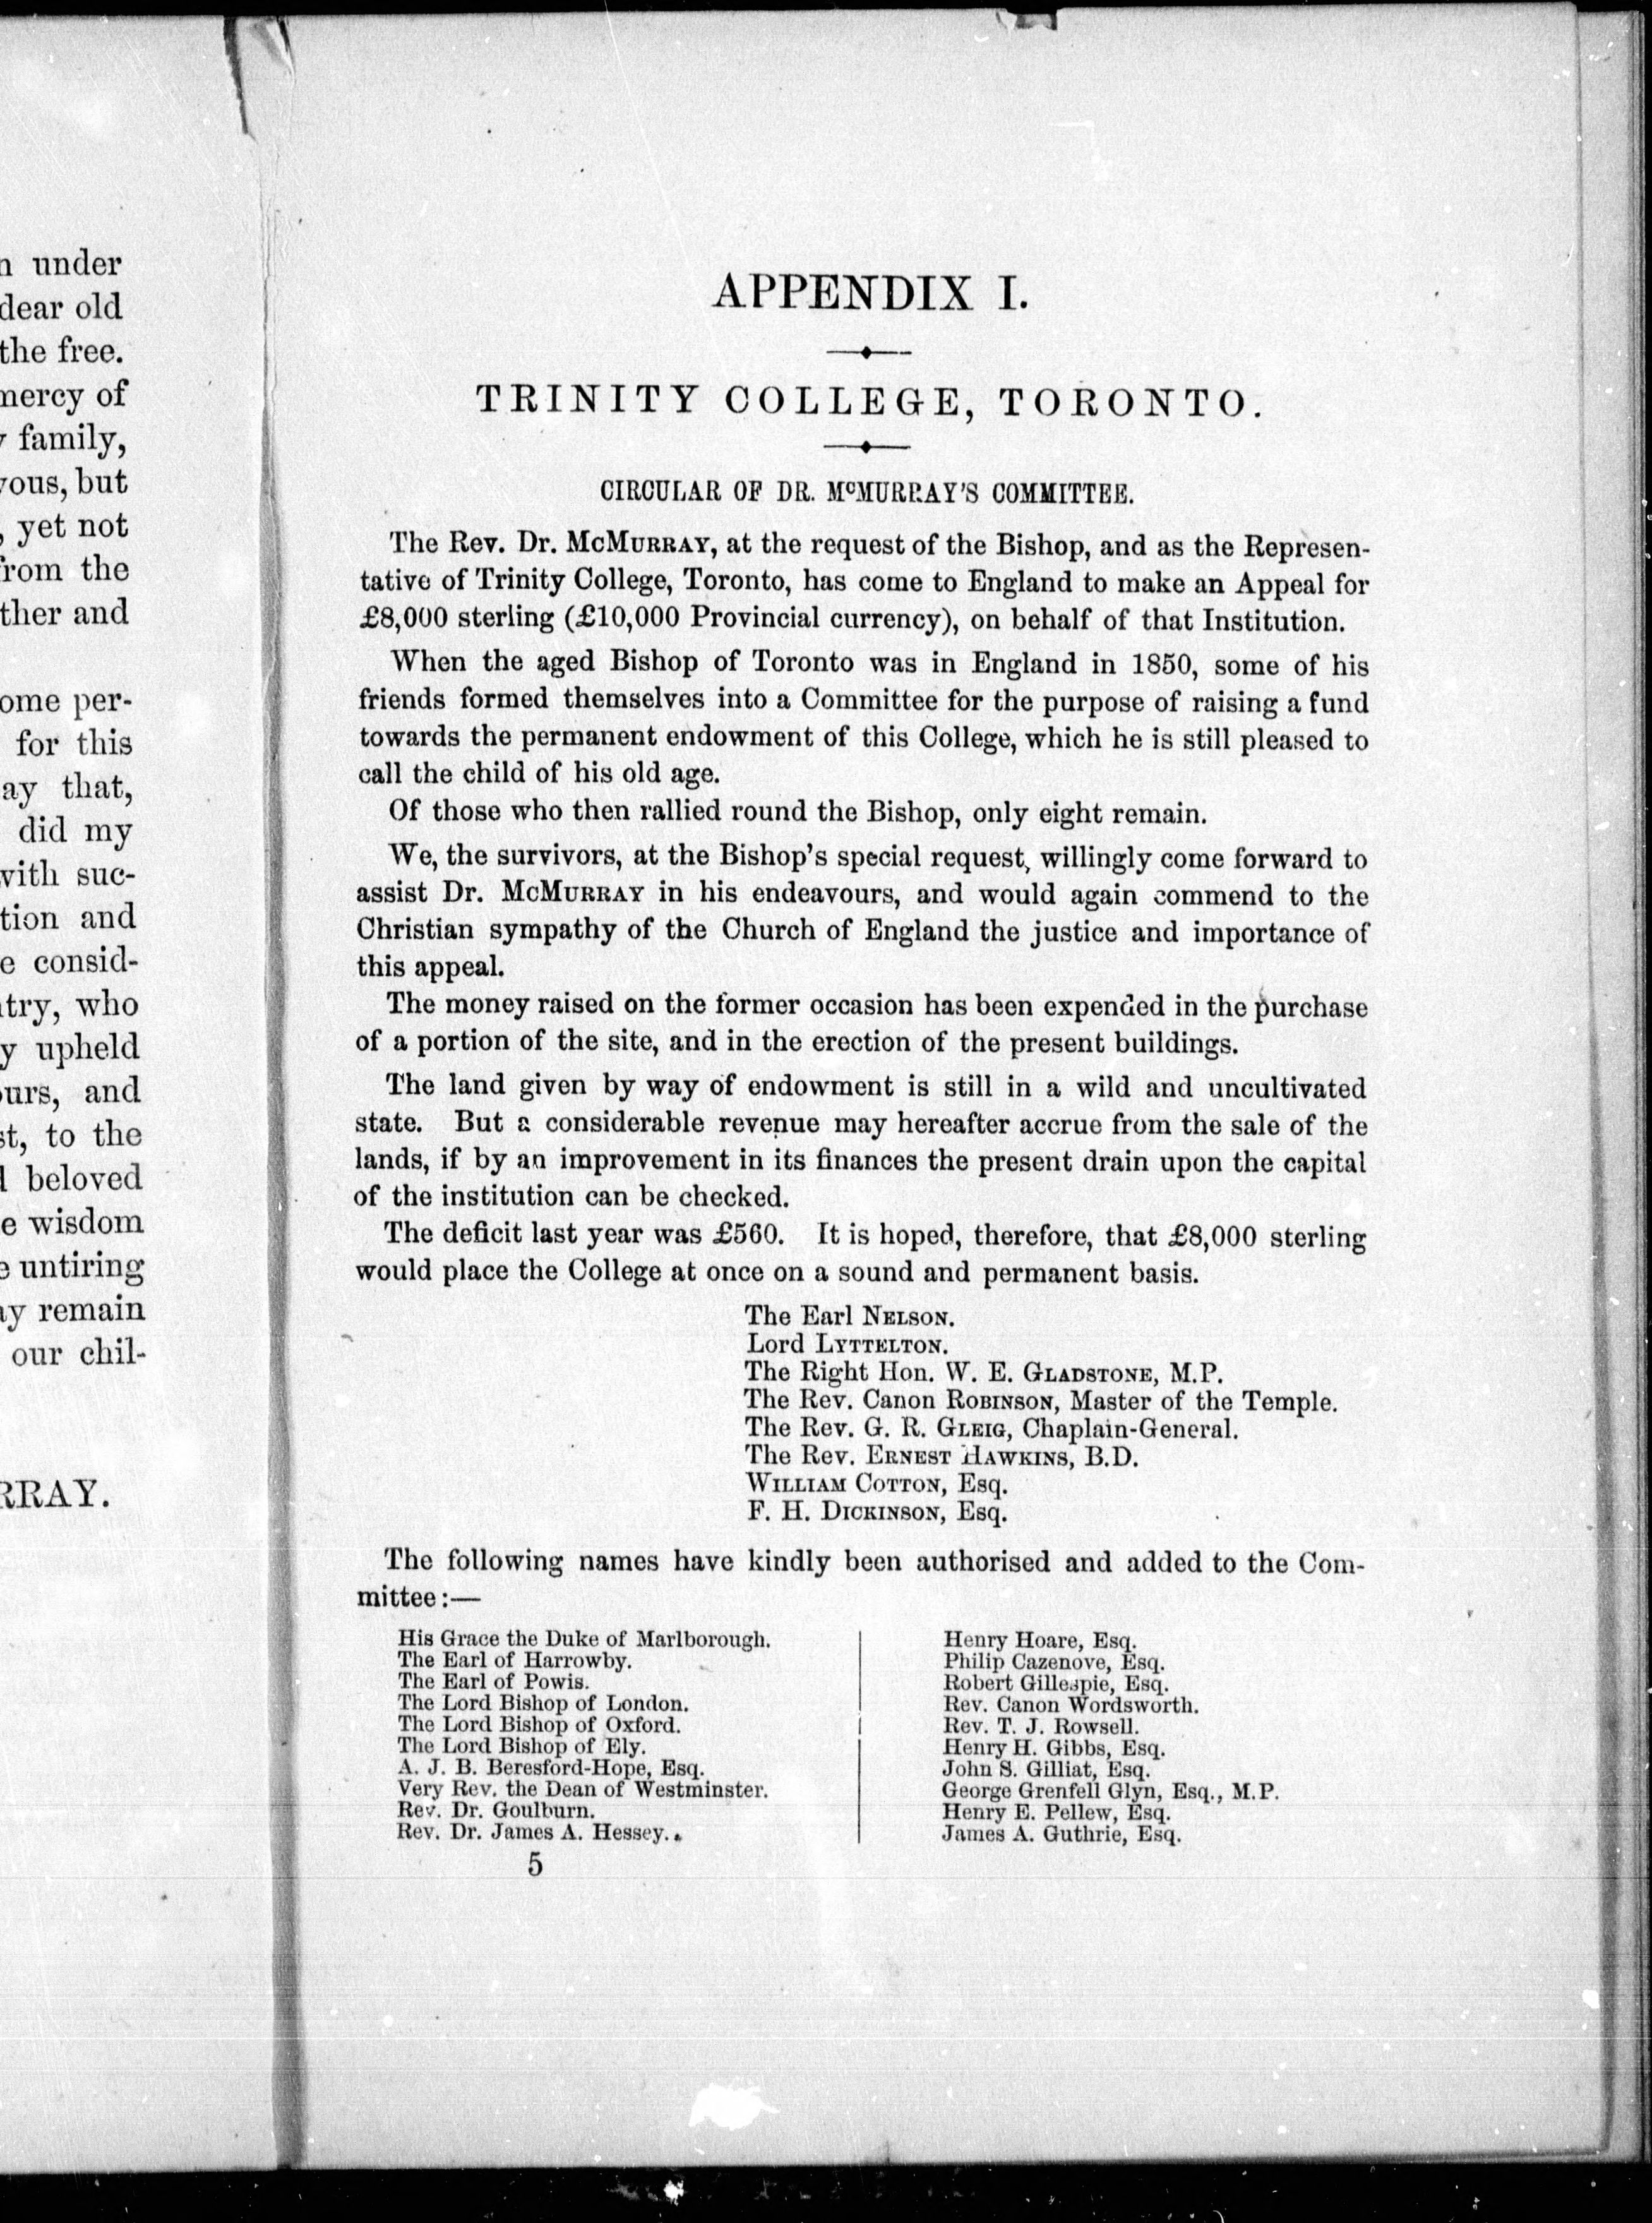 n under
dear old
the free.
mercy of
family,
vous, but
, yet not
from the
ther and
ome per-
for this
ay that,
did my
with suc-
tion and
e consid-
try, who
y upheld
ours, and
st, to the
beloved
e wisdom
untiring
ay remain
our chil-
RRAY.
APPENDIX I.
TRINITY COLLEGE, TORONTO.
CIRCULAR OF DR. McMURRAY'S COMMITTEE.
The Rev. Dr. McMURRAY, at the request of the Bishop, and as the Represen-
tative of Trinity College, Toronto, has come to England to make an Appeal for
£8,000 sterling (£10,000 Provincial currency), on behalf of that Institution.
When the aged Bishop of Toronto was in England in 1850, some of his
friends formed themselves into a Committee for the purpose of raising a fund
towards the permanent endowment of this College, which he is still pleased to
call the child of his old age.
Of those who then rallied round the Bishop, only eight remain.
We, the survivors, at the Bishop's special request, willingly come forward to
assist Dr. McMURRAY in his endeavours, and would again commend to the
Christian sympathy of the Church of England the justice and importance of
this appeal.
The money raised on the former occasion has been expended in the purchase
of a portion of the site, and in the erection of the present buildings.
The land given by way of endowment is still in a wild and uncultivated
state. But a considerable revenue may hereafter accrue from the sale of the
lands, if by an improvement in its finances the present drain upon the capital
of the institution can be checked.
The deficit last year was £560. It is hoped, therefore, that £8,000 sterling
would place the College at once on a sound and permanent basis.
The Earl NELSON.
Lord LYTTELTON.
The Right Hon. W. E. GLADSTONE, M.P.
The Rev. Canon ROBINSON, Master of the Temple.
The Rev. G. R. GLEIG, Chaplain-General.
The Rev. ERNEST HAWKINS, B.D.
WILLIAM COTTON, Esq.
F. H. DICKINSON, Esq.
The following names have kindly been authorised and added to the Com-
mittee:—
His Grace the Duke of Marlborough.
The Earl of Harrowby.
The Earl of Powis.
The Lord Bishop of London.
The Lord Bishop of Oxford.
The Lord Bishop of Ely.
A. J. B. Beresford-Hope, Esq.
Very Rev. the Dean of Westminster.
Rev. Dr. Goulburn.
Rev. Dr. James A. Hessey.
Henry Hoare, Esq.
Philip Cazenove, Esq.
Robert Gillespie, Esq.
Rev. Canon Wordsworth.
Rev. T. J. Rowsell.
Henry H. Gibbs, Esq.
John S. Gilliat, Esq.
George Grenfell Glyn, Esq., M.P.
Henry E. Pellew, Esq.
James A. Guthrie, Esq.
5